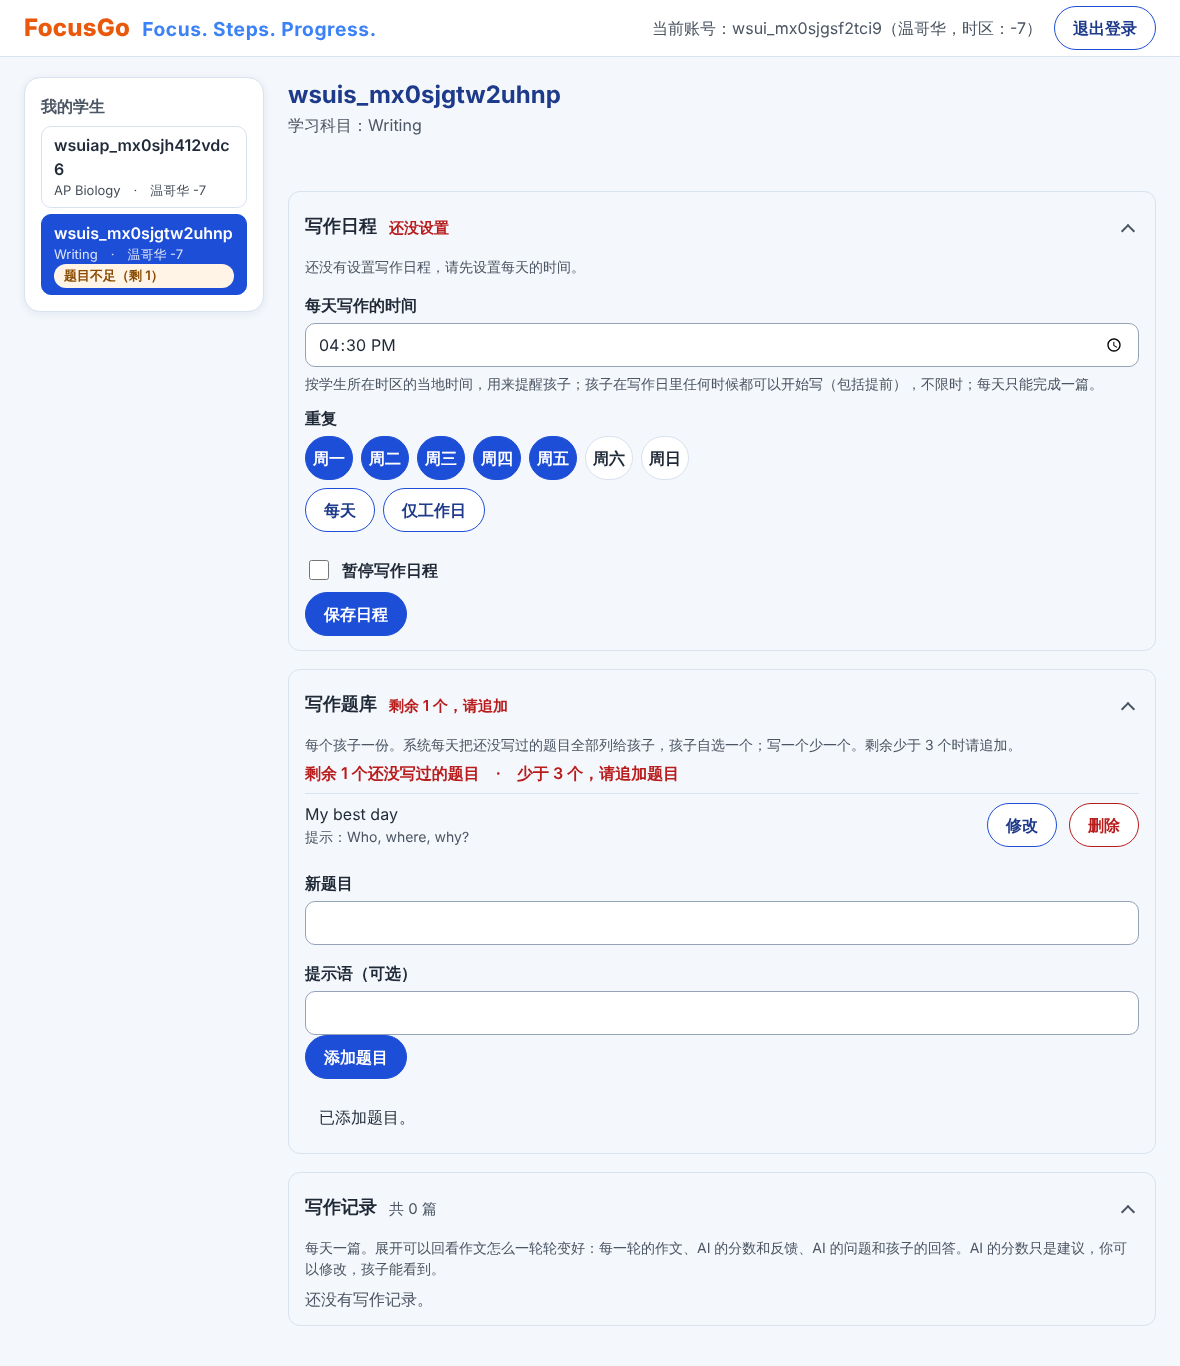 FocusGo Focus. Steps. Progress.
当前账号：wsui_mx0sjgsf2tci9（温哥华，时区：-7）
退出登录
我的学生
wsuiap_mx0sjh412vdc
6
AP Biology · 温哥华 -7
wsuis_mx0sjgtw2uhnp
Writing · 温哥华 -7
题目不足（剩 1）
wsuis_mx0sjgtw2uhnp
学习科目：Writing
写作日程 还没设置
还没有设置写作日程，请先设置每天的时间。
每天写作的时间
04:30 PM
按学生所在时区的当地时间，用来提醒孩子；孩子在写作日里任何时候都可以开始写（包括提前），不限时；每天只能完成一篇。
重复
周一 周二 周三 周四 周五 周六 周日
每天 仅工作日
暂停写作日程
保存日程
写作题库 剩余 1 个，请追加
每个孩子一份。系统每天把还没写过的题目全部列给孩子，孩子自选一个；写一个少一个。剩余少于 3 个时请追加。
剩余 1 个还没写过的题目 · 少于 3 个，请追加题目
My best day
提示：Who, where, why?
修改 删除
新题目
提示语（可选）
添加题目
已添加题目。
写作记录 共 0 篇
每天一篇。展开可以回看作文怎么一轮轮变好：每一轮的作文、AI 的分数和反馈、AI 的问题和孩子的回答。AI 的分数只是建议，你可
以修改，孩子能看到。
还没有写作记录。